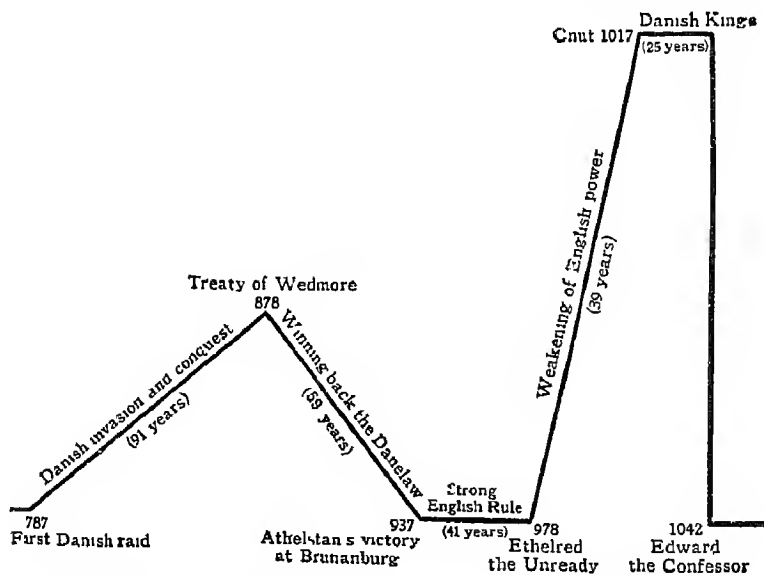 Danish Kings
Cnut 1017
(25 years)
Weakening of English power
(39 years)
Treaty of Wedmore
878
Danish invasion and conquest
(91 years)
Winning back the Danelaw
(59 years)
Strong
English Rule
(41 years)
787
First Danish raid
937
Athelstan s victory
at Brunanburg
978
Ethelred
the Unready
1042
Edward
the Confessor